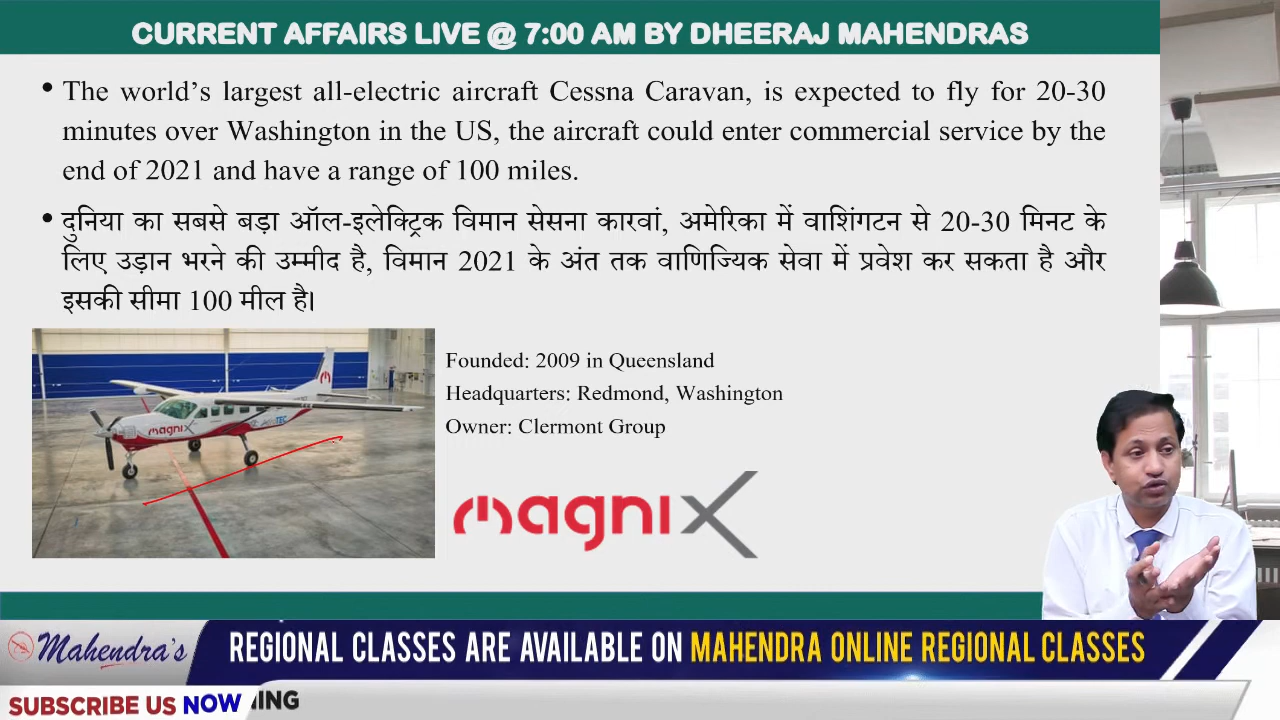 CURRENT AFFAIRS LIVE @ 7:00 AM BY DHEERAJ MAHENDRAS
• The world's largest all-electric aircraft Cessna Caravan, is expected to fly for 20-30
minutes over Washington in the US, the aircraft could enter commercial service by the
end of 2021 and have a range of 100 miles.
• दुनिया का सबसे बड़ा ऑल-इलेक्ट्रिक विमान सेसना कारवां, अमेरिका में वाशिंगटन से 20-30 मिनट के
लिए उड़ान भरने की उम्मीद है, विमान 2021 के अंत तक वाणिज्यिक सेवा में प्रवेश कर सकता है और
इसकी सीमा 100 मील है।
magniX
Founded: 2009 in Queensland
Headquarters: Redmond, Washington
Owner: Clermont Group
magniX
Mahendra's
REGIONAL CLASSES ARE AVAILABLE ON MAHENDRA ONLINE REGIONAL CLASSES
SUBSCRIBE US NOW